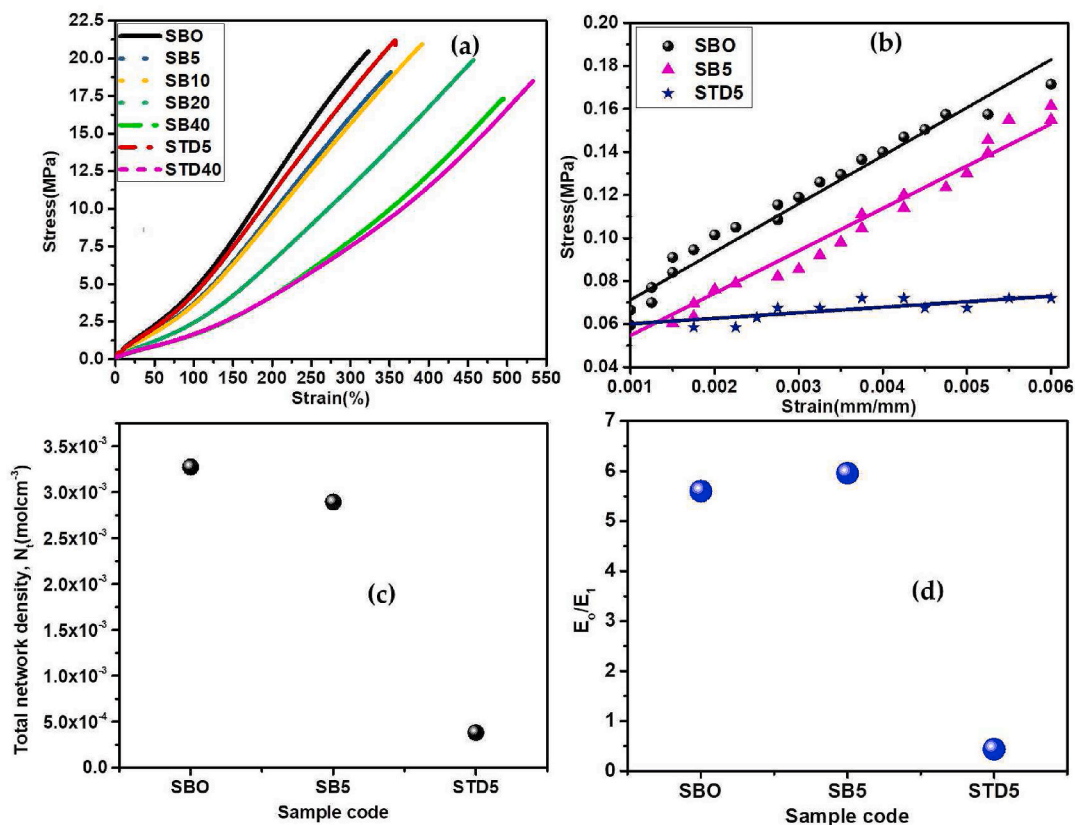 22.5
20.0
17.5
15.0
12.5
10.0
7.5
5.0
2.5
0.0
Stress(MPa)
SBO
SB5
SB10
SB20
SB40
STD5
STD40
(a)
0 50 100 150 200 250 300 350 400 450 500 550
Strain(%)
0.20
0.18
0.16
0.14
0.12
0.10
0.08
0.06
0.04
Stress(MPa)
SBO
SB5
STD5
(b)
0.001 0.002 0.003 0.004 0.005 0.006
Strain(mm/mm)
3.5x10⁻³
3.0x10⁻³
2.5x10⁻³
2.0x10⁻³
1.5x10⁻³
1.0x10⁻³
5.0x10⁻⁴
0.0
Total network density, Nₜ(molcm⁻³)
(c)
SBO SB5 STD5
Sample code
7
6
5
4
3
2
1
0
Eₒ/E₁
(d)
SBO SB5 STD5
Sample code